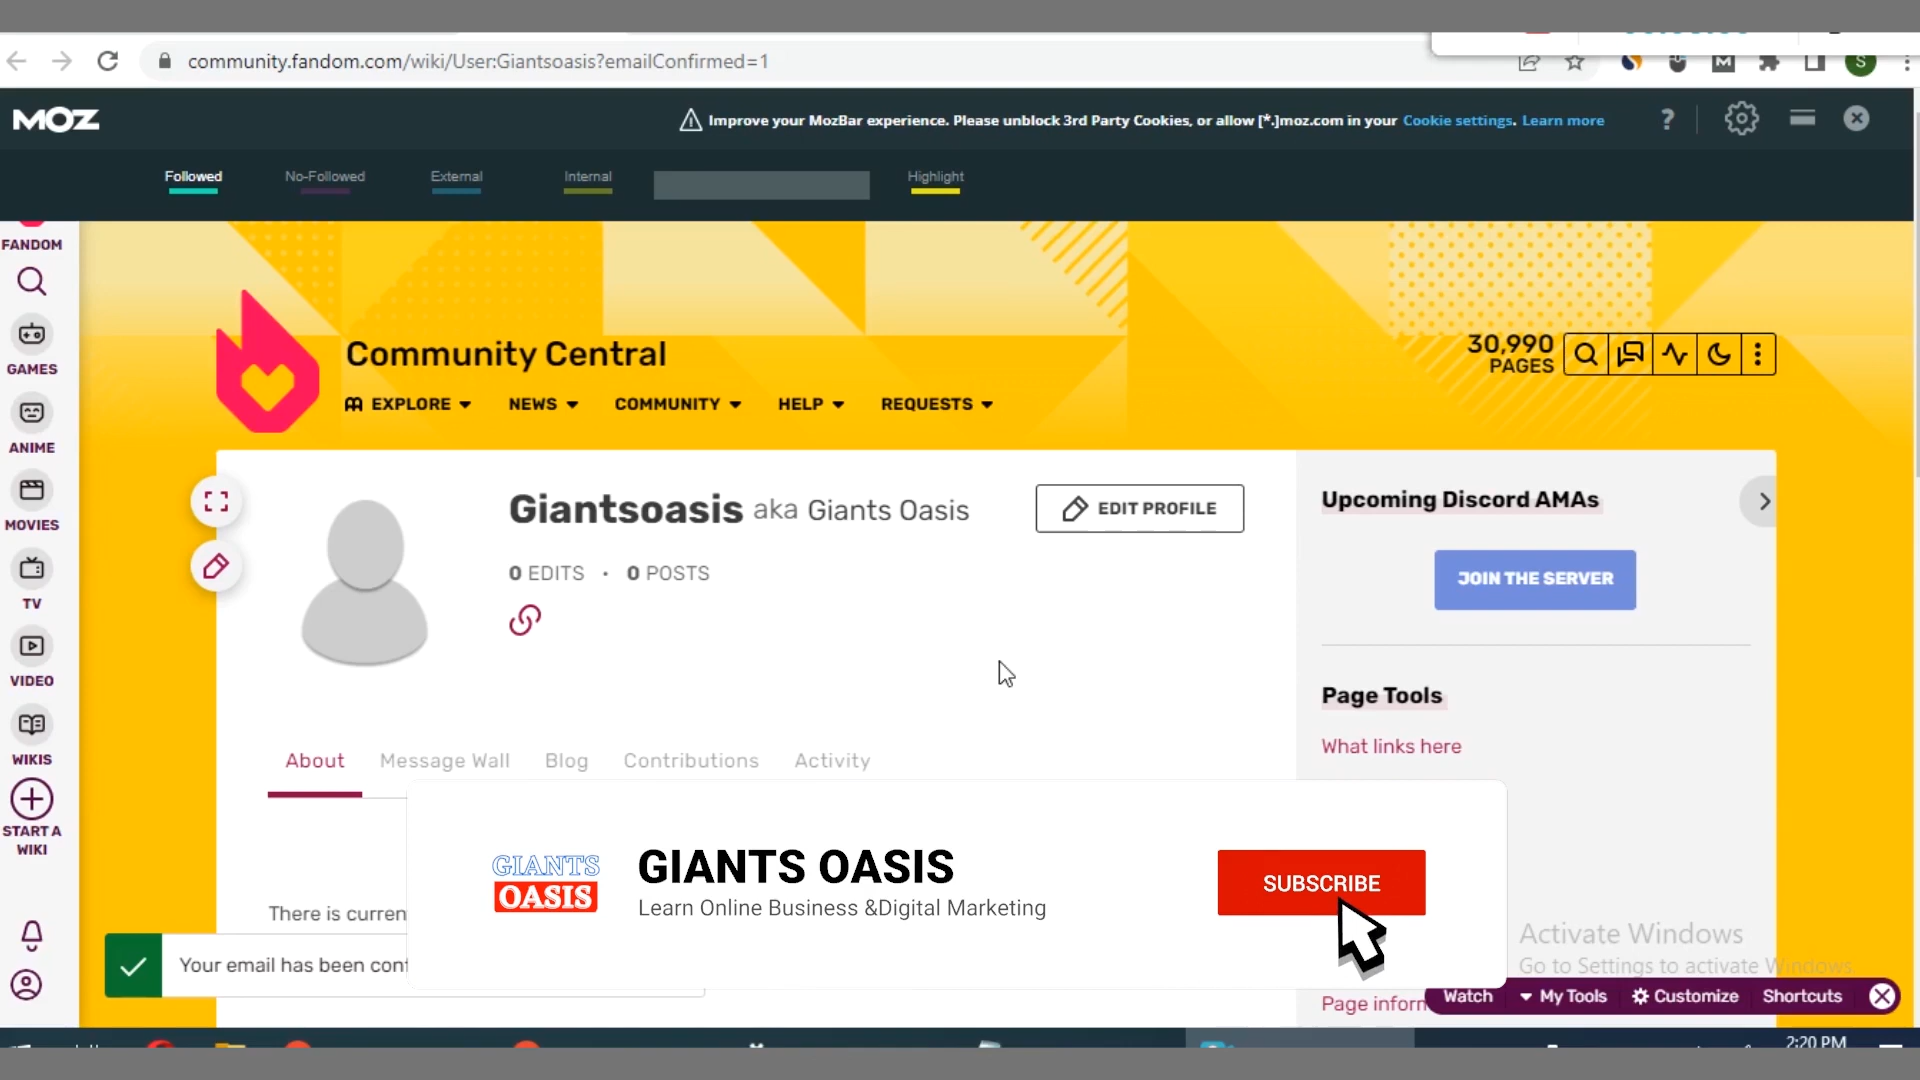 community.fandom.com/wiki/User:Giantsoasis?emailConfirmed=1
M
S
MOZ
Improve your MozBar experience. Please unblock 3rd Party Cookies, or allow [*.]moz.com in your Cookie settings. Learn more
?
Followed
No-Followed
External
Internal
Highlight
FANDOM
GAMES
ANIME
MOVIES
TV
VIDEO
WIKIS
START A
WIKI
Community Central
30,990
PAGES
EXPLORE
NEWS
COMMUNITY
HELP
REQUESTS
Giantsoasis aka Giants Oasis
EDIT PROFILE
0 EDITS • 0 POSTS
About
Message Wall
Blog
Contributions
Activity
Upcoming Discord AMAs
JOIN THE SERVER
Page Tools
What links here
There is curren
Your email has been
GIANTS
OASIS
GIANTS OASIS
Learn Online Business &Digital Marketing
SUBSCRIBE
Activate Windows
Go to Settings to activate Windows.
Page inform
Watch
My Tools
Customize
Shortcuts
2:20 PM